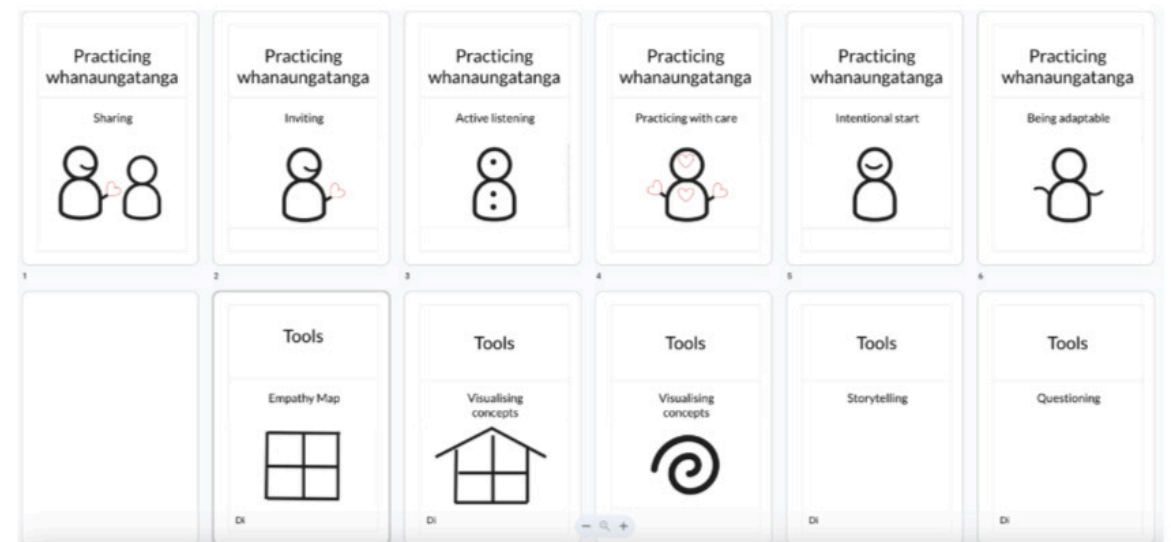 Practicing
whanaungatanga
Sharing
1
Practicing
whanaungatanga
Inviting
2
Practicing
whanaungatanga
Active listening
3
Practicing
whanaungatanga
Practicing with care
4
Practicing
whanaungatanga
Intentional start
5
Practicing
whanaungatanga
Being adaptable
6
Tools
Empathy Map
Di
Tools
Visualising
concepts
Di
Tools
Visualising
concepts
Tools
Storytelling
Di
Tools
Questioning
Di